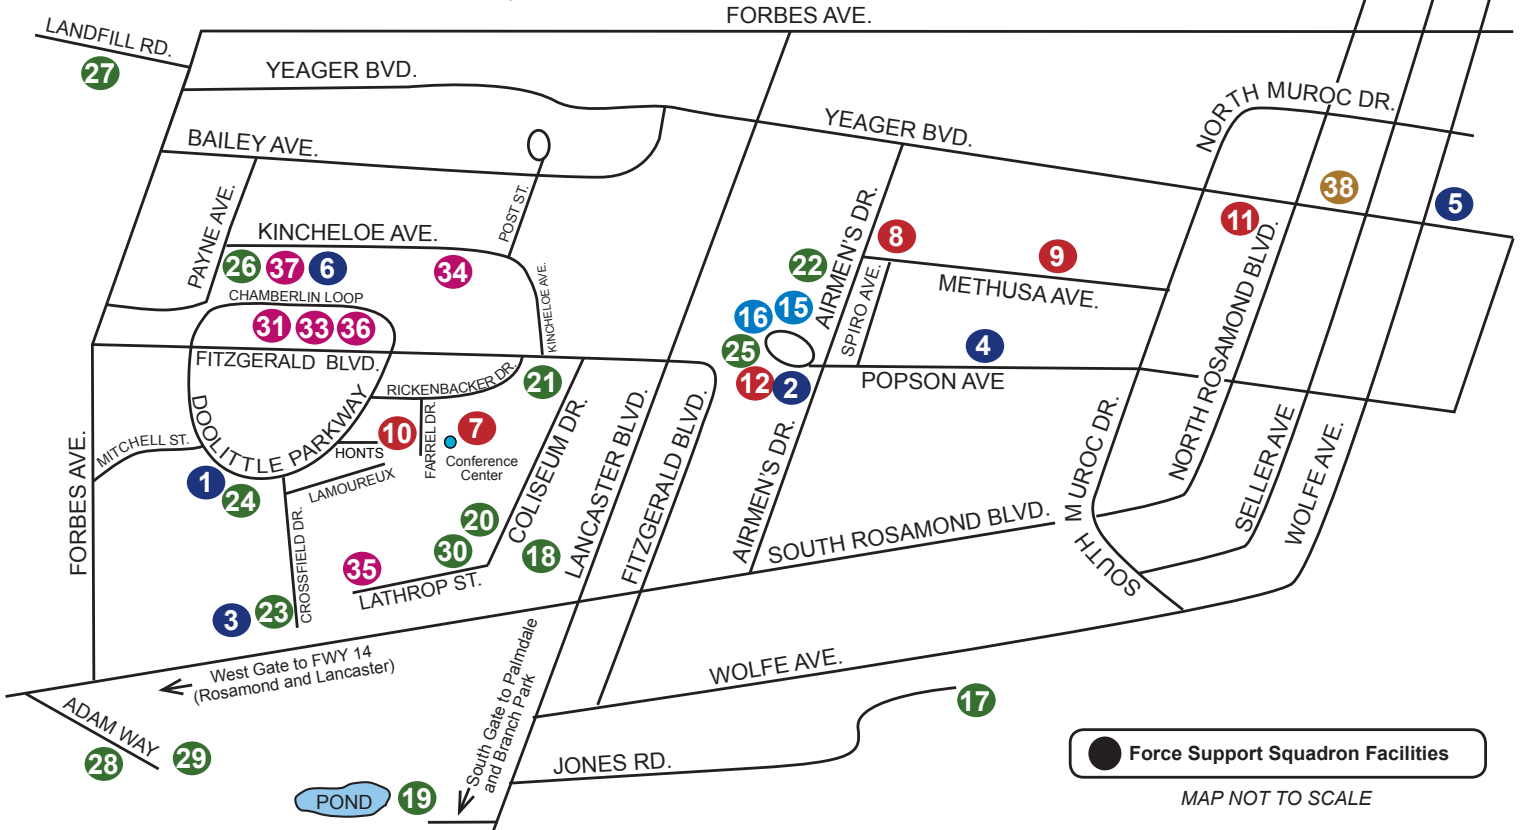 FORBES AVE.
LANDFILL RD.
27
YEAGER BVD.
NORTH MUROC DR.
YEAGER BVD.
BAILEY AVE.
38
5
PAYNE AVE.
POST ST.
11
KINCHELOE AVE.
8
9
26
37
6
34
22
AIRMEN'S DR.
METHUSA AVE.
NORTH ROSAMOND BLVD.
CHAMBERLIN LOOP
KINCHELOE AVE.
SPIRO AVE.
31
33
36
16
15
25
4
FITZGERALD BLVD.
RICKENBACKER DR.
21
12
2
POPSON AVE
DOOLITTLE PARKWAY
FARREL DR.
10
7
MITCHELL ST.
HONTS
Conference
Center
COLISEUM DR.
LANCASTER BLVD.
FITZGERALD BLVD.
AIRMEN'S DR.
NORTH ROSAMOND BLVD.
SELLER AVE
WOLFE AVE.
FORBES AVE.
1
24
LAMOUREUX
CROSSFIELD DR.
20
30
18
SOUTH ROSAMOND BLVD.
SOUTH MUROC DR.
35
LATHROP ST.
3
23
West Gate to FWY 14
(Rosamond and Lancaster)
South Gate to Palmdale
and Branch Park
WOLFE AVE.
17
ADAM WAY
28
29
JONES RD.
POND
19
Force Support Squadron Facilities
MAP NOT TO SCALE